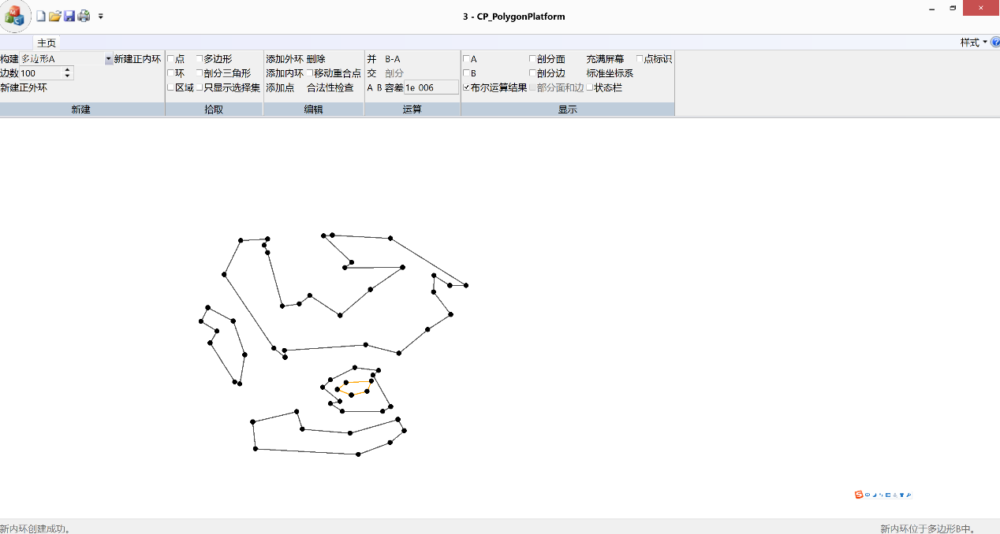 3 - CP_PolygonPlatform
主页
样式
构建 多边形A 新建正内环
边数 100
新建正外环
新建
点 多边形
环 剖分三角形
区域 只显示选择集
拾取
添加外环 删除
添加内环 移动重合点
添加点 合法性检查
编辑
并 B-A
交 剖分
A B 容差 1e 006
运算
A 剖分面 充满屏幕 点标识
B 剖分边 标准坐标系
布尔运算结果 剖分面和边 状态栏
显示
新内环创建成功。
新内环位于多边形B中。